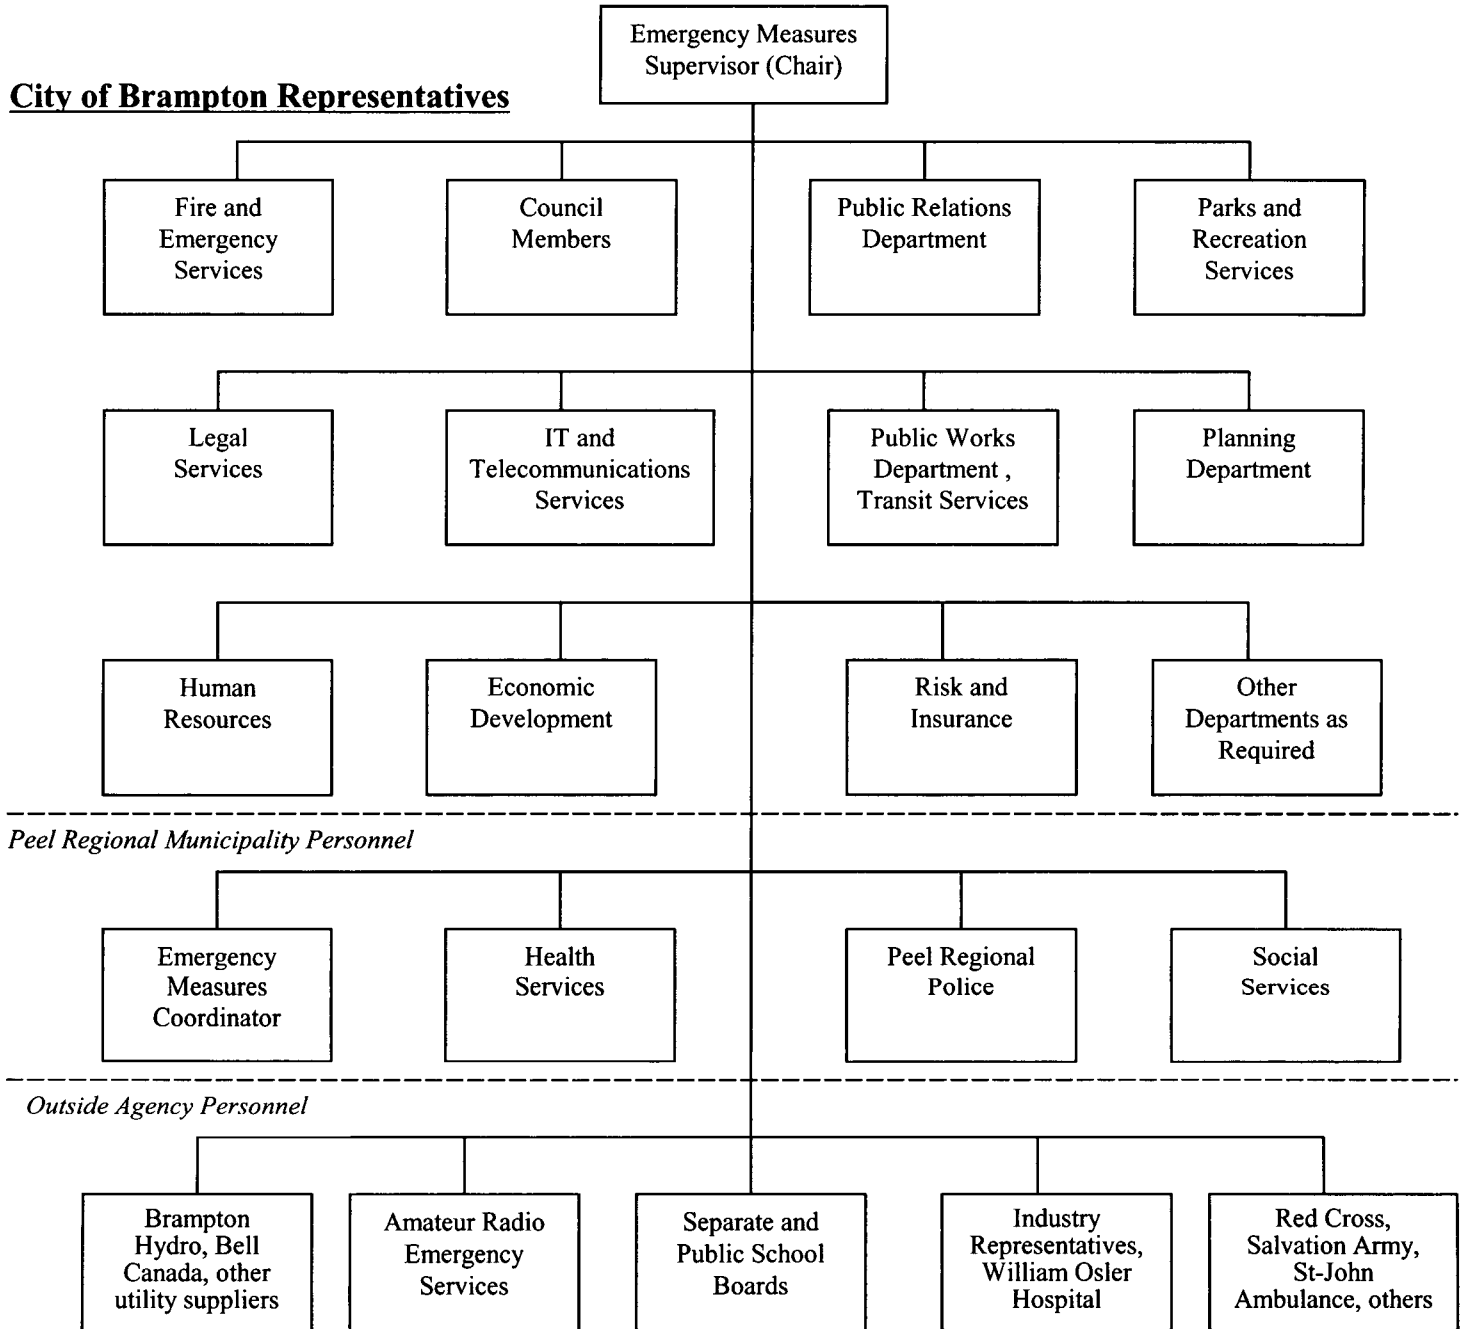 Emergency Measures
Supervisor (Chair)
City of Brampton Representatives
Fire and
Emergency
Services
Council
Members
Public Relations
Department
Parks and
Recreation
Services
Legal
Services
IT and
Telecommunications
Services
Public Works
Department ,
Transit Services
Planning
Department
Human
Resources
Economic
Development
Risk and
Insurance
Other
Departments as
Required
Peel Regional Municipality Personnel
Emergency
Measures
Coordinator
Health
Services
Peel Regional
Police
Social
Services
Outside Agency Personnel
Brampton
Hydro, Bell
Canada, other
utility suppliers
Amateur Radio
Emergency
Services
Separate and
Public School
Boards
Industry
Representatives,
William Osler
Hospital
Red Cross,
Salvation Army,
St-John
Ambulance, others